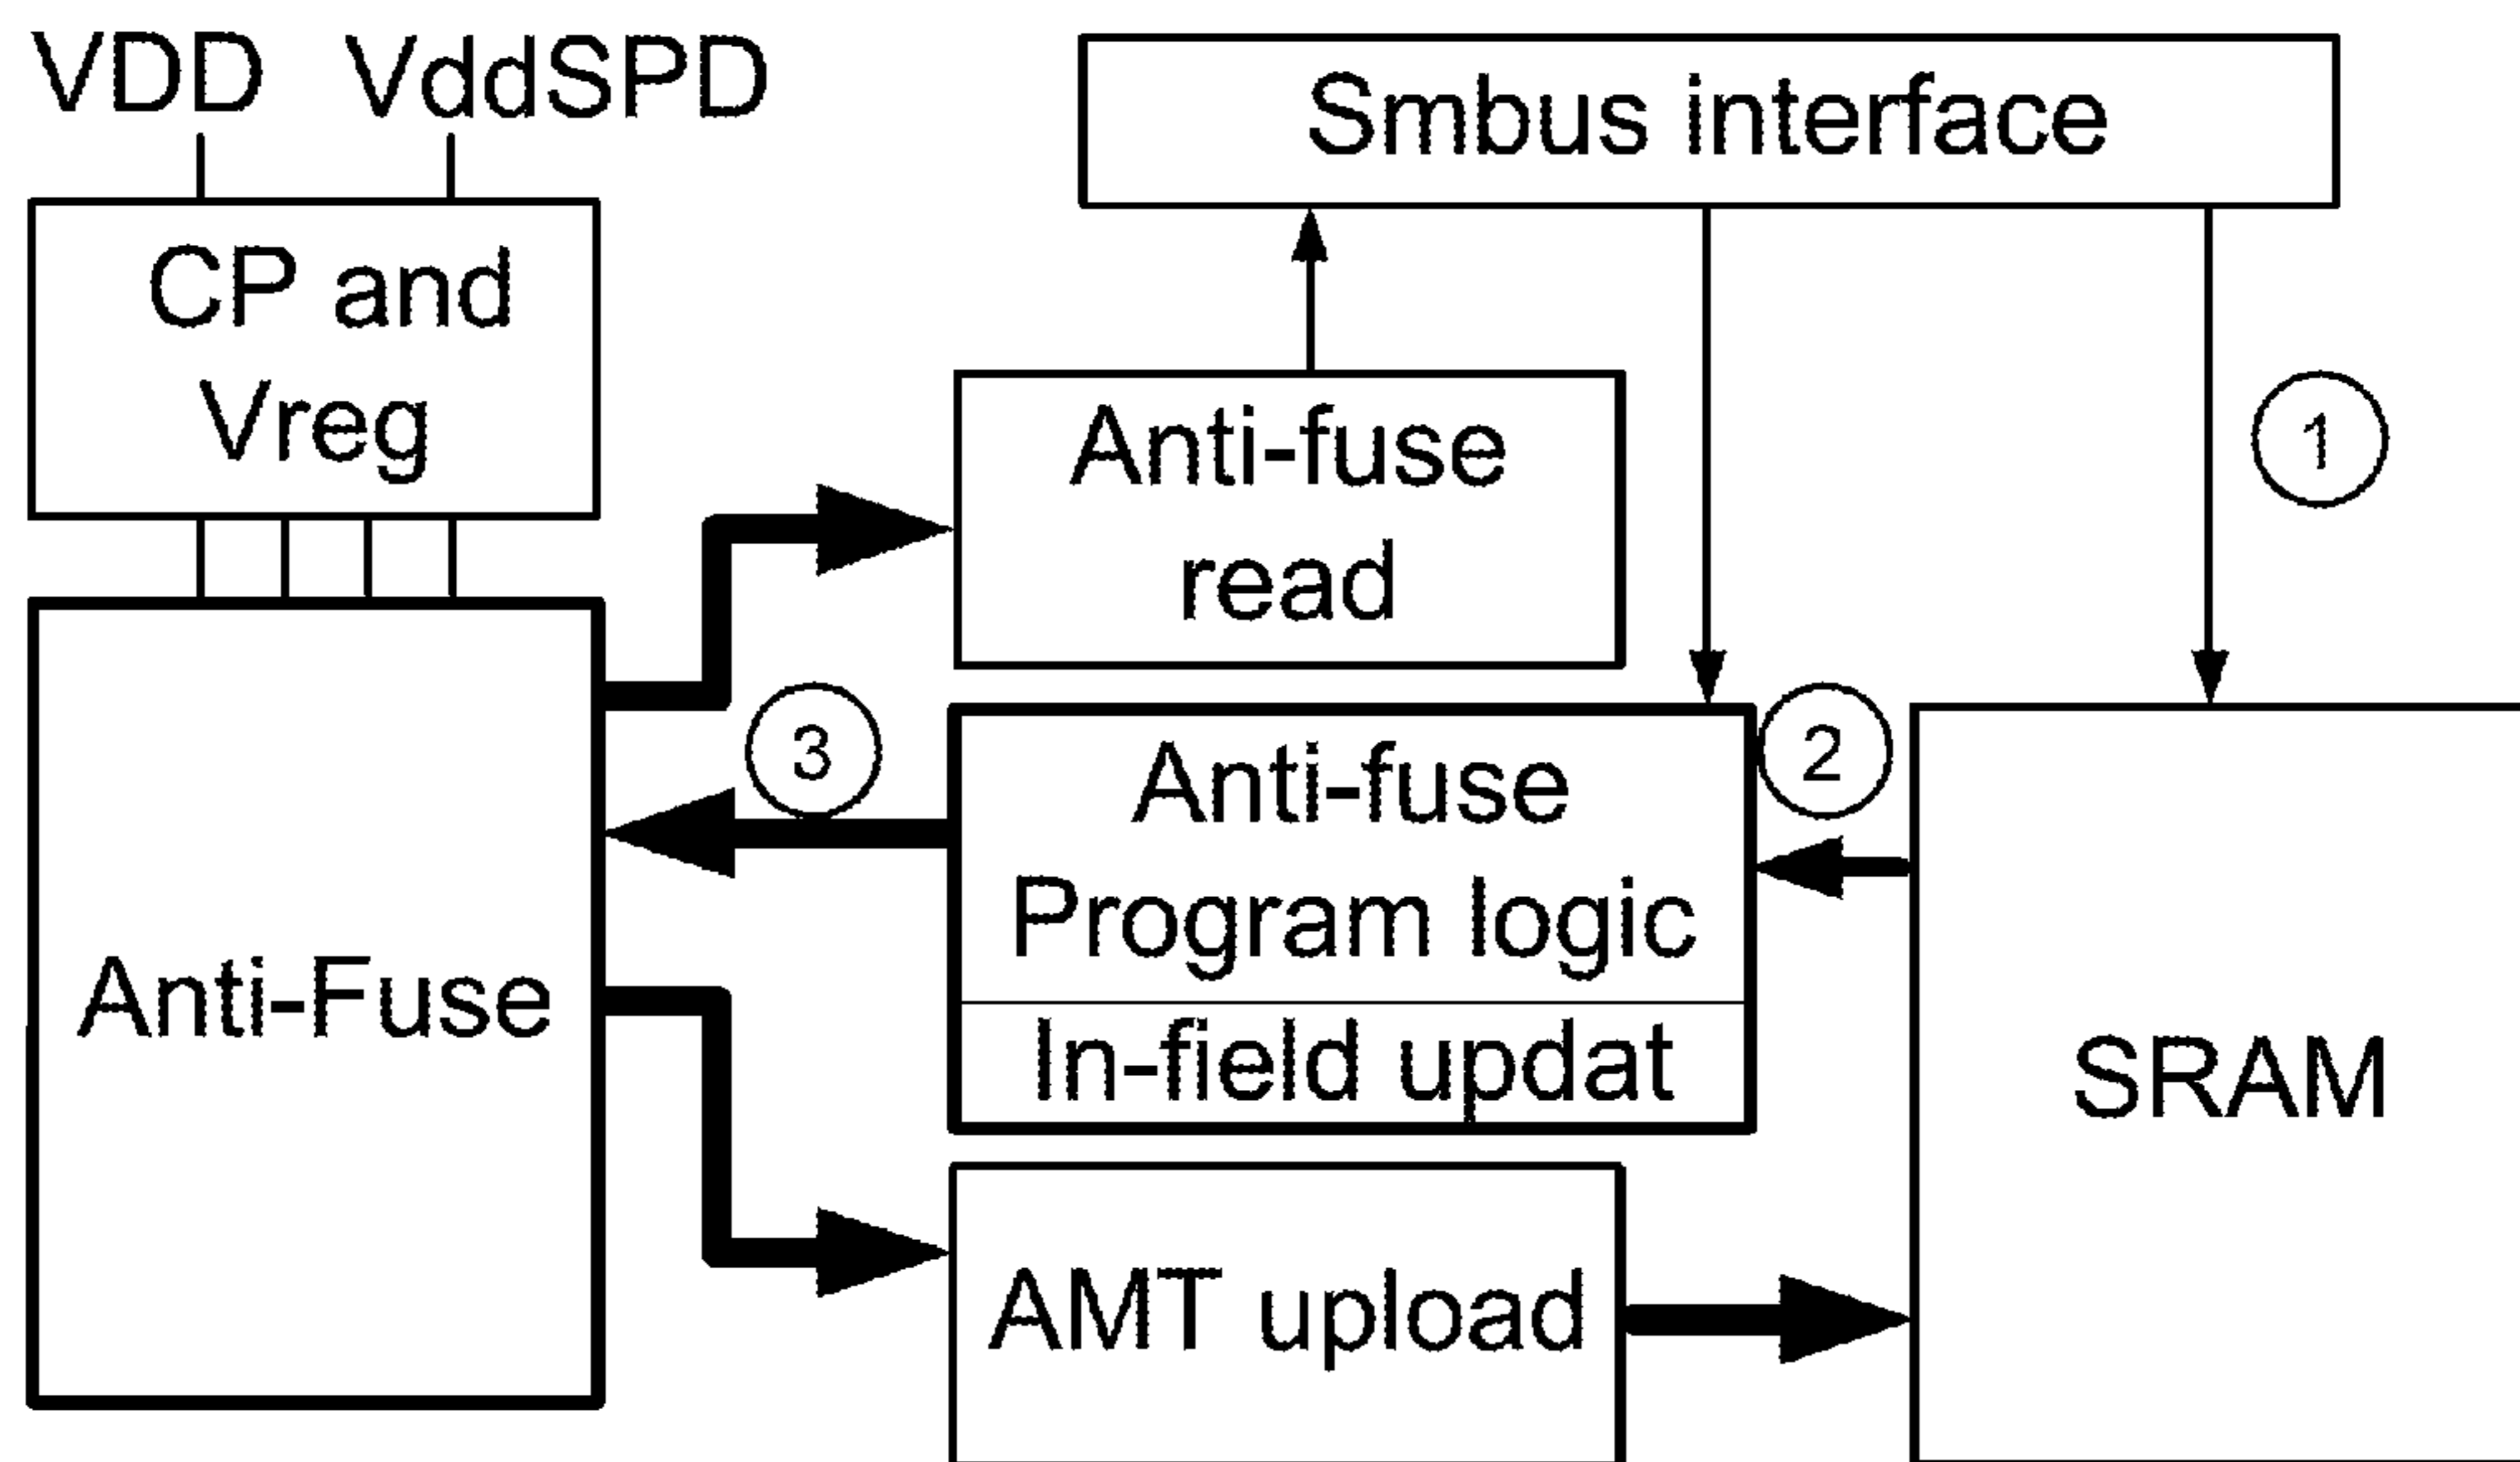 VDD VddSPD
Smbus interface
CP and
Vreg
Anti-fuse
read
1
3
2
Anti-fuse
Program logic
In-field updat
Anti-Fuse
SRAM
AMT upload